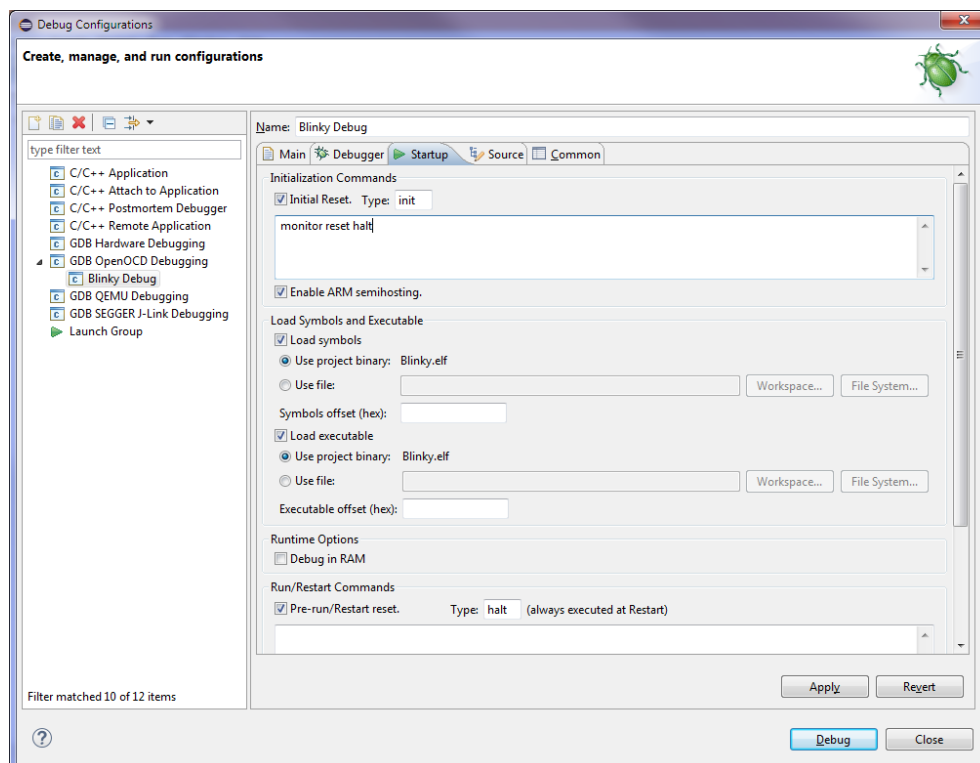 Debug Configurations
Create, manage, and run configurations
type filter text
C/C++ Application
C/C++ Attach to Application
C/C++ Postmortem Debugger
C/C++ Remote Application
GDB Hardware Debugging
GDB OpenOCD Debugging
Blinky Debug
GDB QEMU Debugging
GDB SEGGER J-Link Debugging
Launch Group
Filter matched 10 of 12 items
Name: Blinky Debug
Main Debugger Startup Source Common
Initialization Commands
Initial Reset. Type: init
monitor reset halt
Enable ARM semihosting.
Load Symbols and Executable
Load symbols
Use project binary: Blinky.elf
Use file: Workspace... File System...
Symbols offset (hex):
Load executable
Use project binary: Blinky.elf
Use file: Workspace... File System...
Executable offset (hex):
Runtime Options
Debug in RAM
Run/Restart Commands
Pre-run/Restart reset. Type: halt (always executed at Restart)
Apply Revert
Debug Close